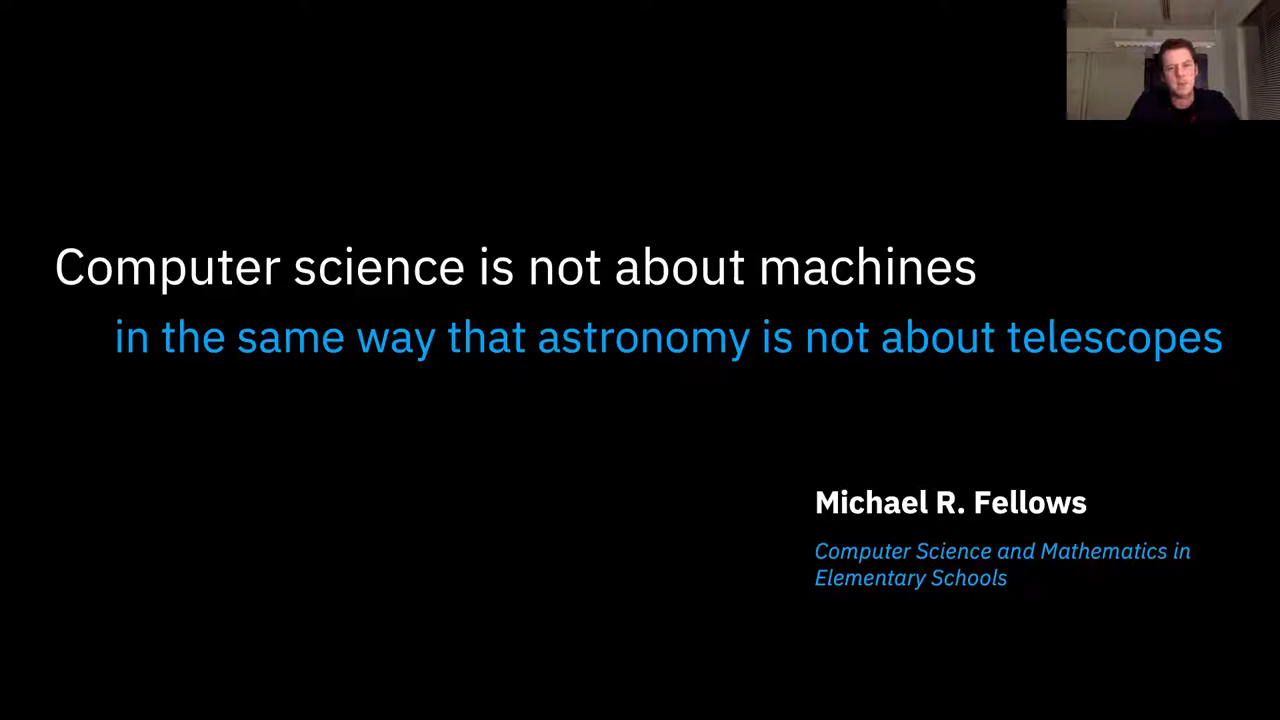 Computer science is not about machines
in the same way that astronomy is not about telescopes
Michael R. Fellows
Computer Science and Mathematics in
Elementary Schools